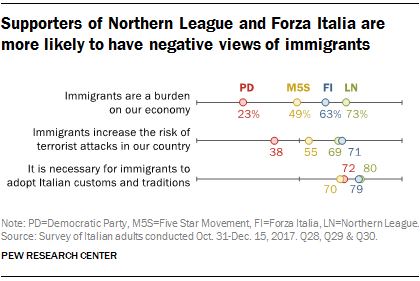 Supporters of Northern League and Forza Italia are
more likely to have negative views of immigrants
PD M5S FI LN
Immigrants are a burden
on our economy
23% 49% 63% 73%
Immigrants increase the risk of
terrorist attacks in our country
38 55 69 71
It is necessary for immigrants to
adopt Italian customs and traditions
72 80
70 79
Note: PD=Democratic Party, M5S=Five Star Movement, FI=Forza Italia, LN=Northern League.
Source: Survey of Italian adults conducted Oct. 31-Dec. 15, 2017. Q28, Q29 & Q30.
PEW RESEARCH CENTER